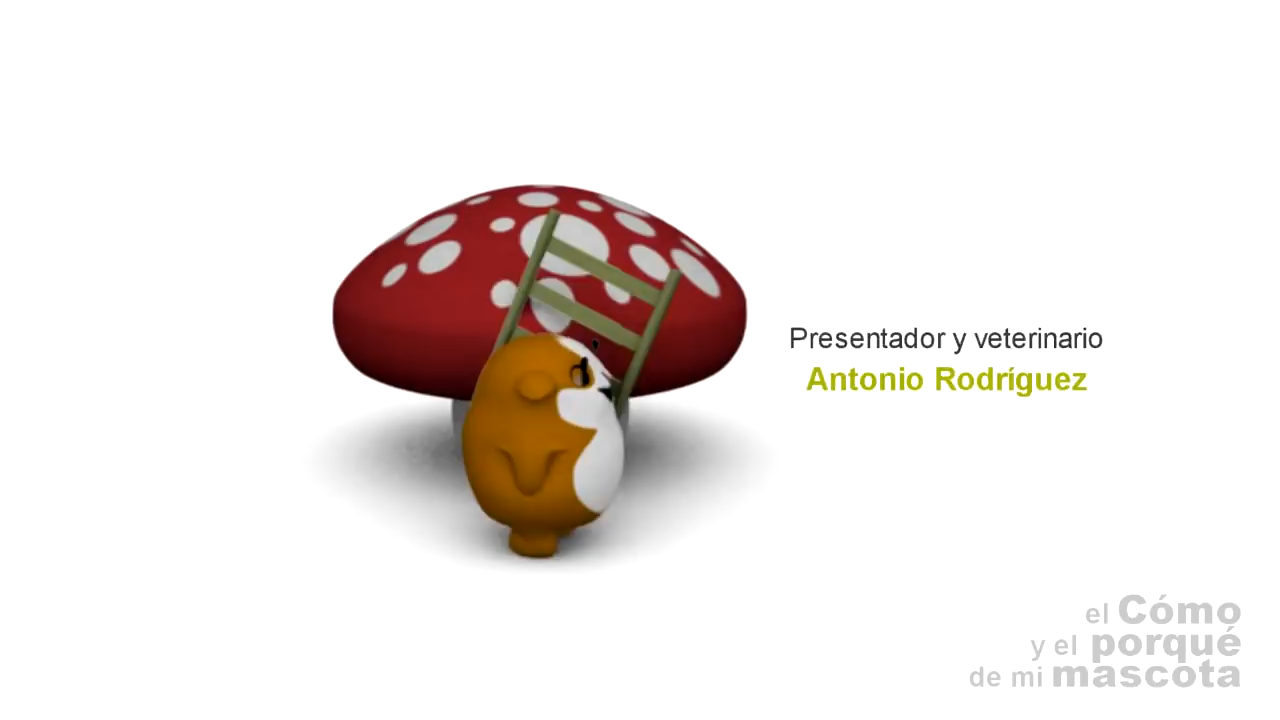 Presentador y veterinario
Antonio Rodríguez
el Cómo
y el porqué
de mi mascota